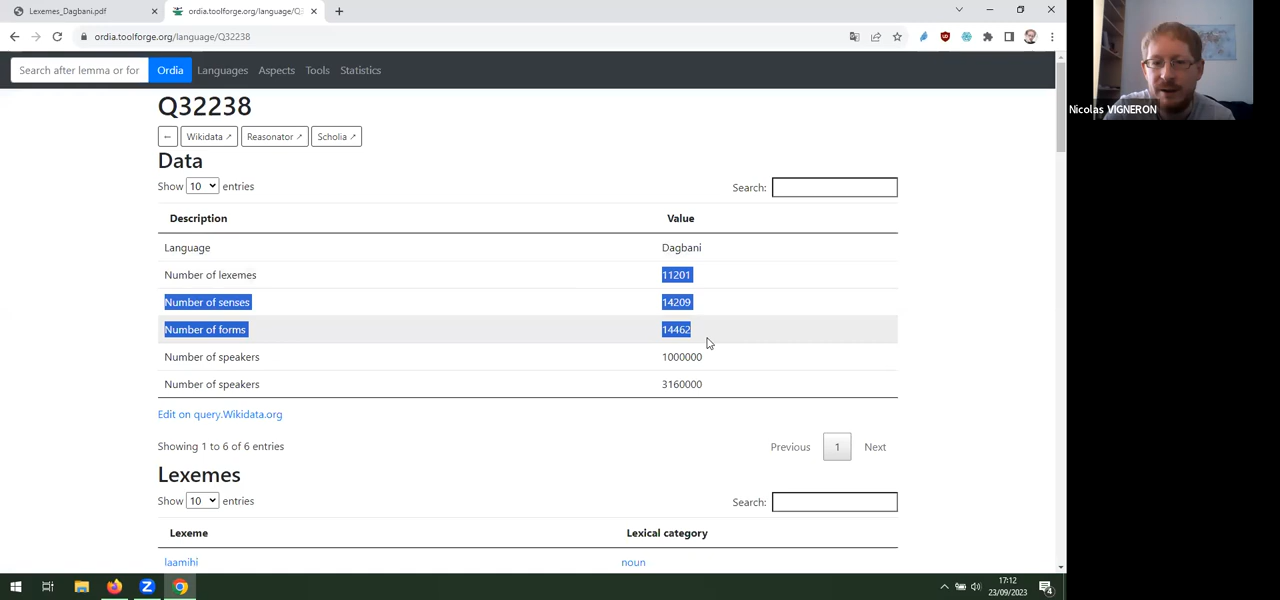 Lexemes_Dagbani.pdf
ordia.toolforge.org/language/Q3
ordia.toolforge.org/language/Q32238
Search after lemma or for
Ordia
Languages
Aspects
Tools
Statistics
Nicolas VIGNERON
Q32238
←
Wikidata ↗
Reasonator ↗
Scholia ↗
Data
Show 10 entries
Search:
Description Value
Language Dagbani
Number of lexemes 11201
Number of senses 14209
Number of forms 14462
Number of speakers 1000000
Number of speakers 3160000
Edit on query.Wikidata.org
Showing 1 to 6 of 6 entries
Previous 1 Next
Lexemes
Show 10 entries
Search:
Lexeme Lexical category
laamihi noun
17:12
23/09/2023
4